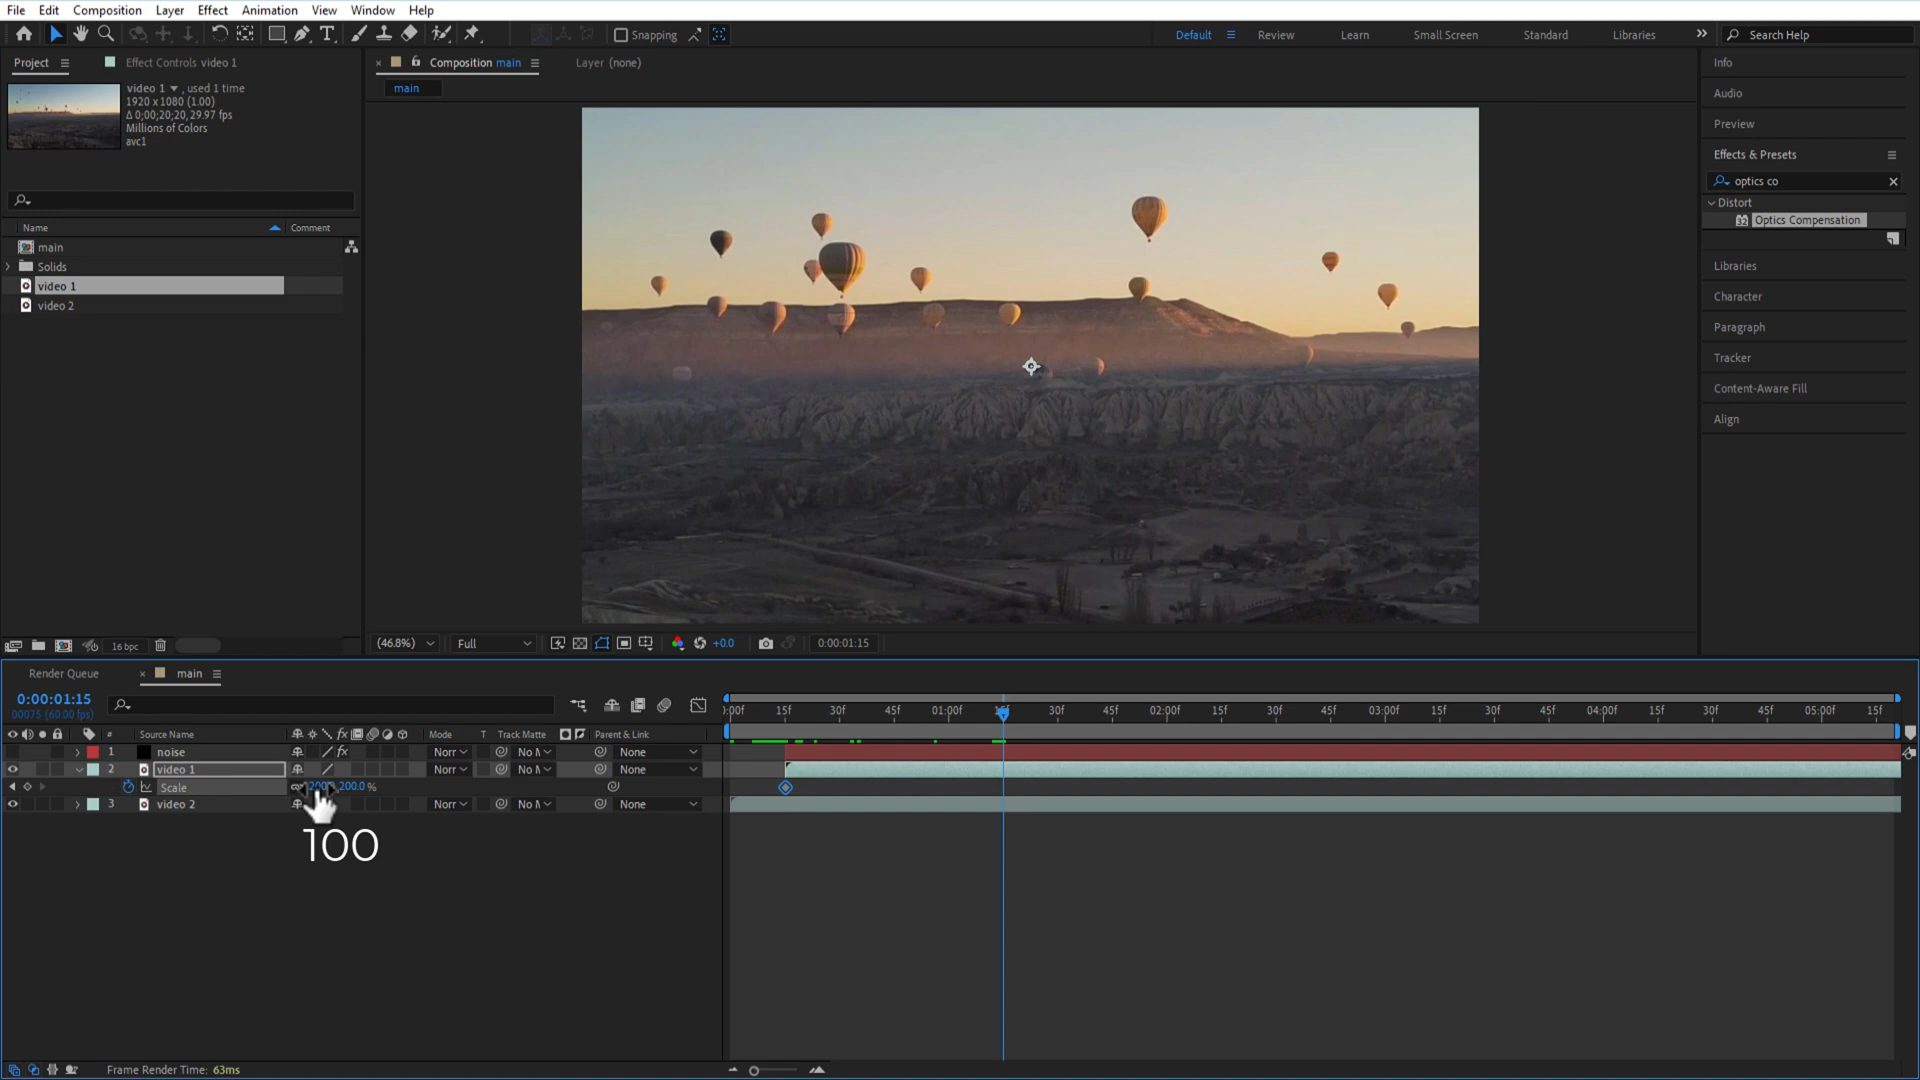 File Edit Composition Layer Effect Animation View Window Help
Snapping
Default Review Learn Small Screen Standard Libraries Search Help
Project Effect Controls video 1
Composition main Layer (none)
main
video 1 , used 1 time
1920 x 1080 (1.00)
Δ 0;00;20;20, 29.97 fps
Millions of Colors
avc1
Name Comment
main
Solids
video 1
video 2
16 bpc
(46.8%) Full +0.0 0:00:01:15
Info
Audio
Preview
Effects & Presets
optics co
Distort
32 Optics Compensation
Libraries
Character
Paragraph
Tracker
Content-Aware Fill
Align
Render Queue main
0:00:01:15
00075 (60.00 fps)
:00f 15f 30f 45f 01:00f 30f 45f 02:00f 15f 30f 45f 03:00f 15f 30f 45f 04:00f 15f 30f 45f 05:00f 15f
# Source Name fx Mode T Track Matte Parent & Link
1 noise fx Norr No None
2 video 1 Norr No None
Scale 200.0 %
3 video 2 Norr No None
100
Frame Render Time: 63ms